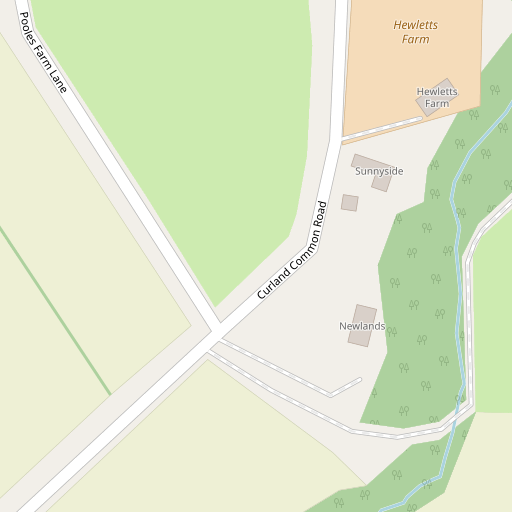 Pooles Farm Lane
Hewletts
Farm
Hewletts
Farm
Sunnyside
Curland Common Road
Newlands